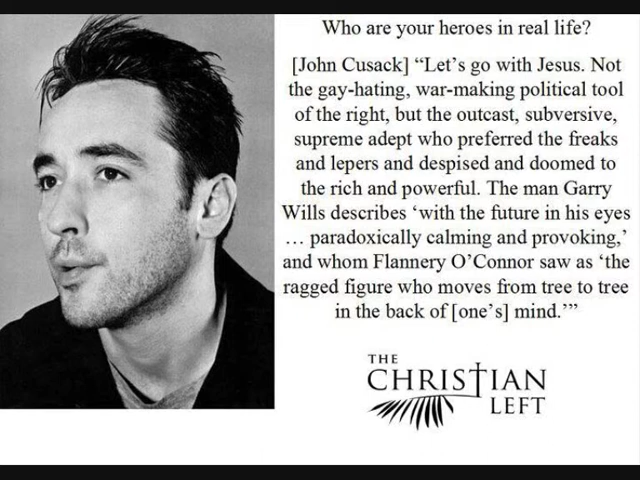 Who are your heroes in real life?
[John Cusack] “Let’s go with Jesus. Not
the gay-hating, war-making political tool
of the right, but the outcast, subversive,
supreme adept who preferred the freaks
and lepers and despised and doomed to
the rich and powerful. The man Garry
Wills describes ‘with the future in his eyes
… paradoxically calming and provoking,’
and whom Flannery O’Connor saw as ‘the
ragged figure who moves from tree to tree
in the back of [one’s] mind.’”
THE
CHRISTIAN
LEFT